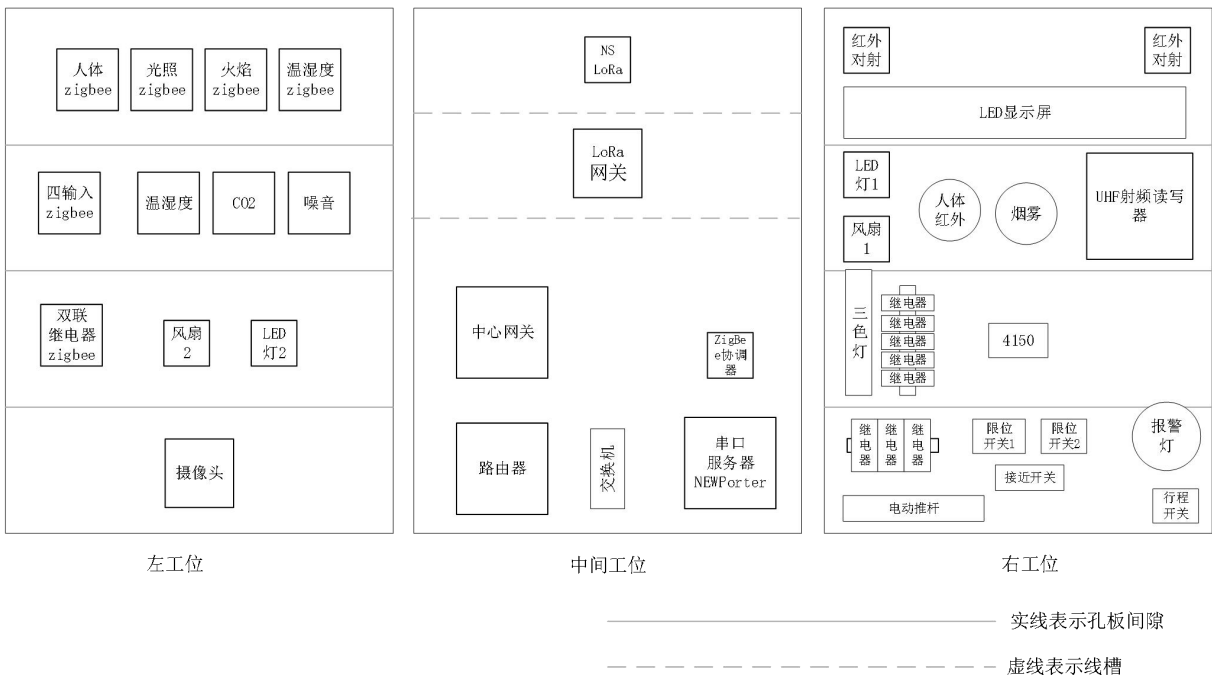 人体
zigbee
光照
zigbee
火焰
zigbee
温湿度
zigbee
四输入
zigbee
温湿度
CO2
噪音
双联
继电器
zigbee
风扇
2
LED
灯2
摄像头
左工位
NS
LoRa
LoRa
网关
中心网关
ZigBe
e协调
器
路由器
交换机
串口
服务器
NEWPorter
中间工位
红外
对射
红外
对射
LED显示屏
LED
灯1
风扇
1
人体
红外
烟雾
UHF射频读写
器
三色灯
继电器
继电器
继电器
继电器
继电器
4150
继电器
继电器
继电器
限位
开关1
限位
开关2
接近开关
报警
灯
电动推杆
行程
开关
右工位
实线表示孔板间隙
虚线表示线槽